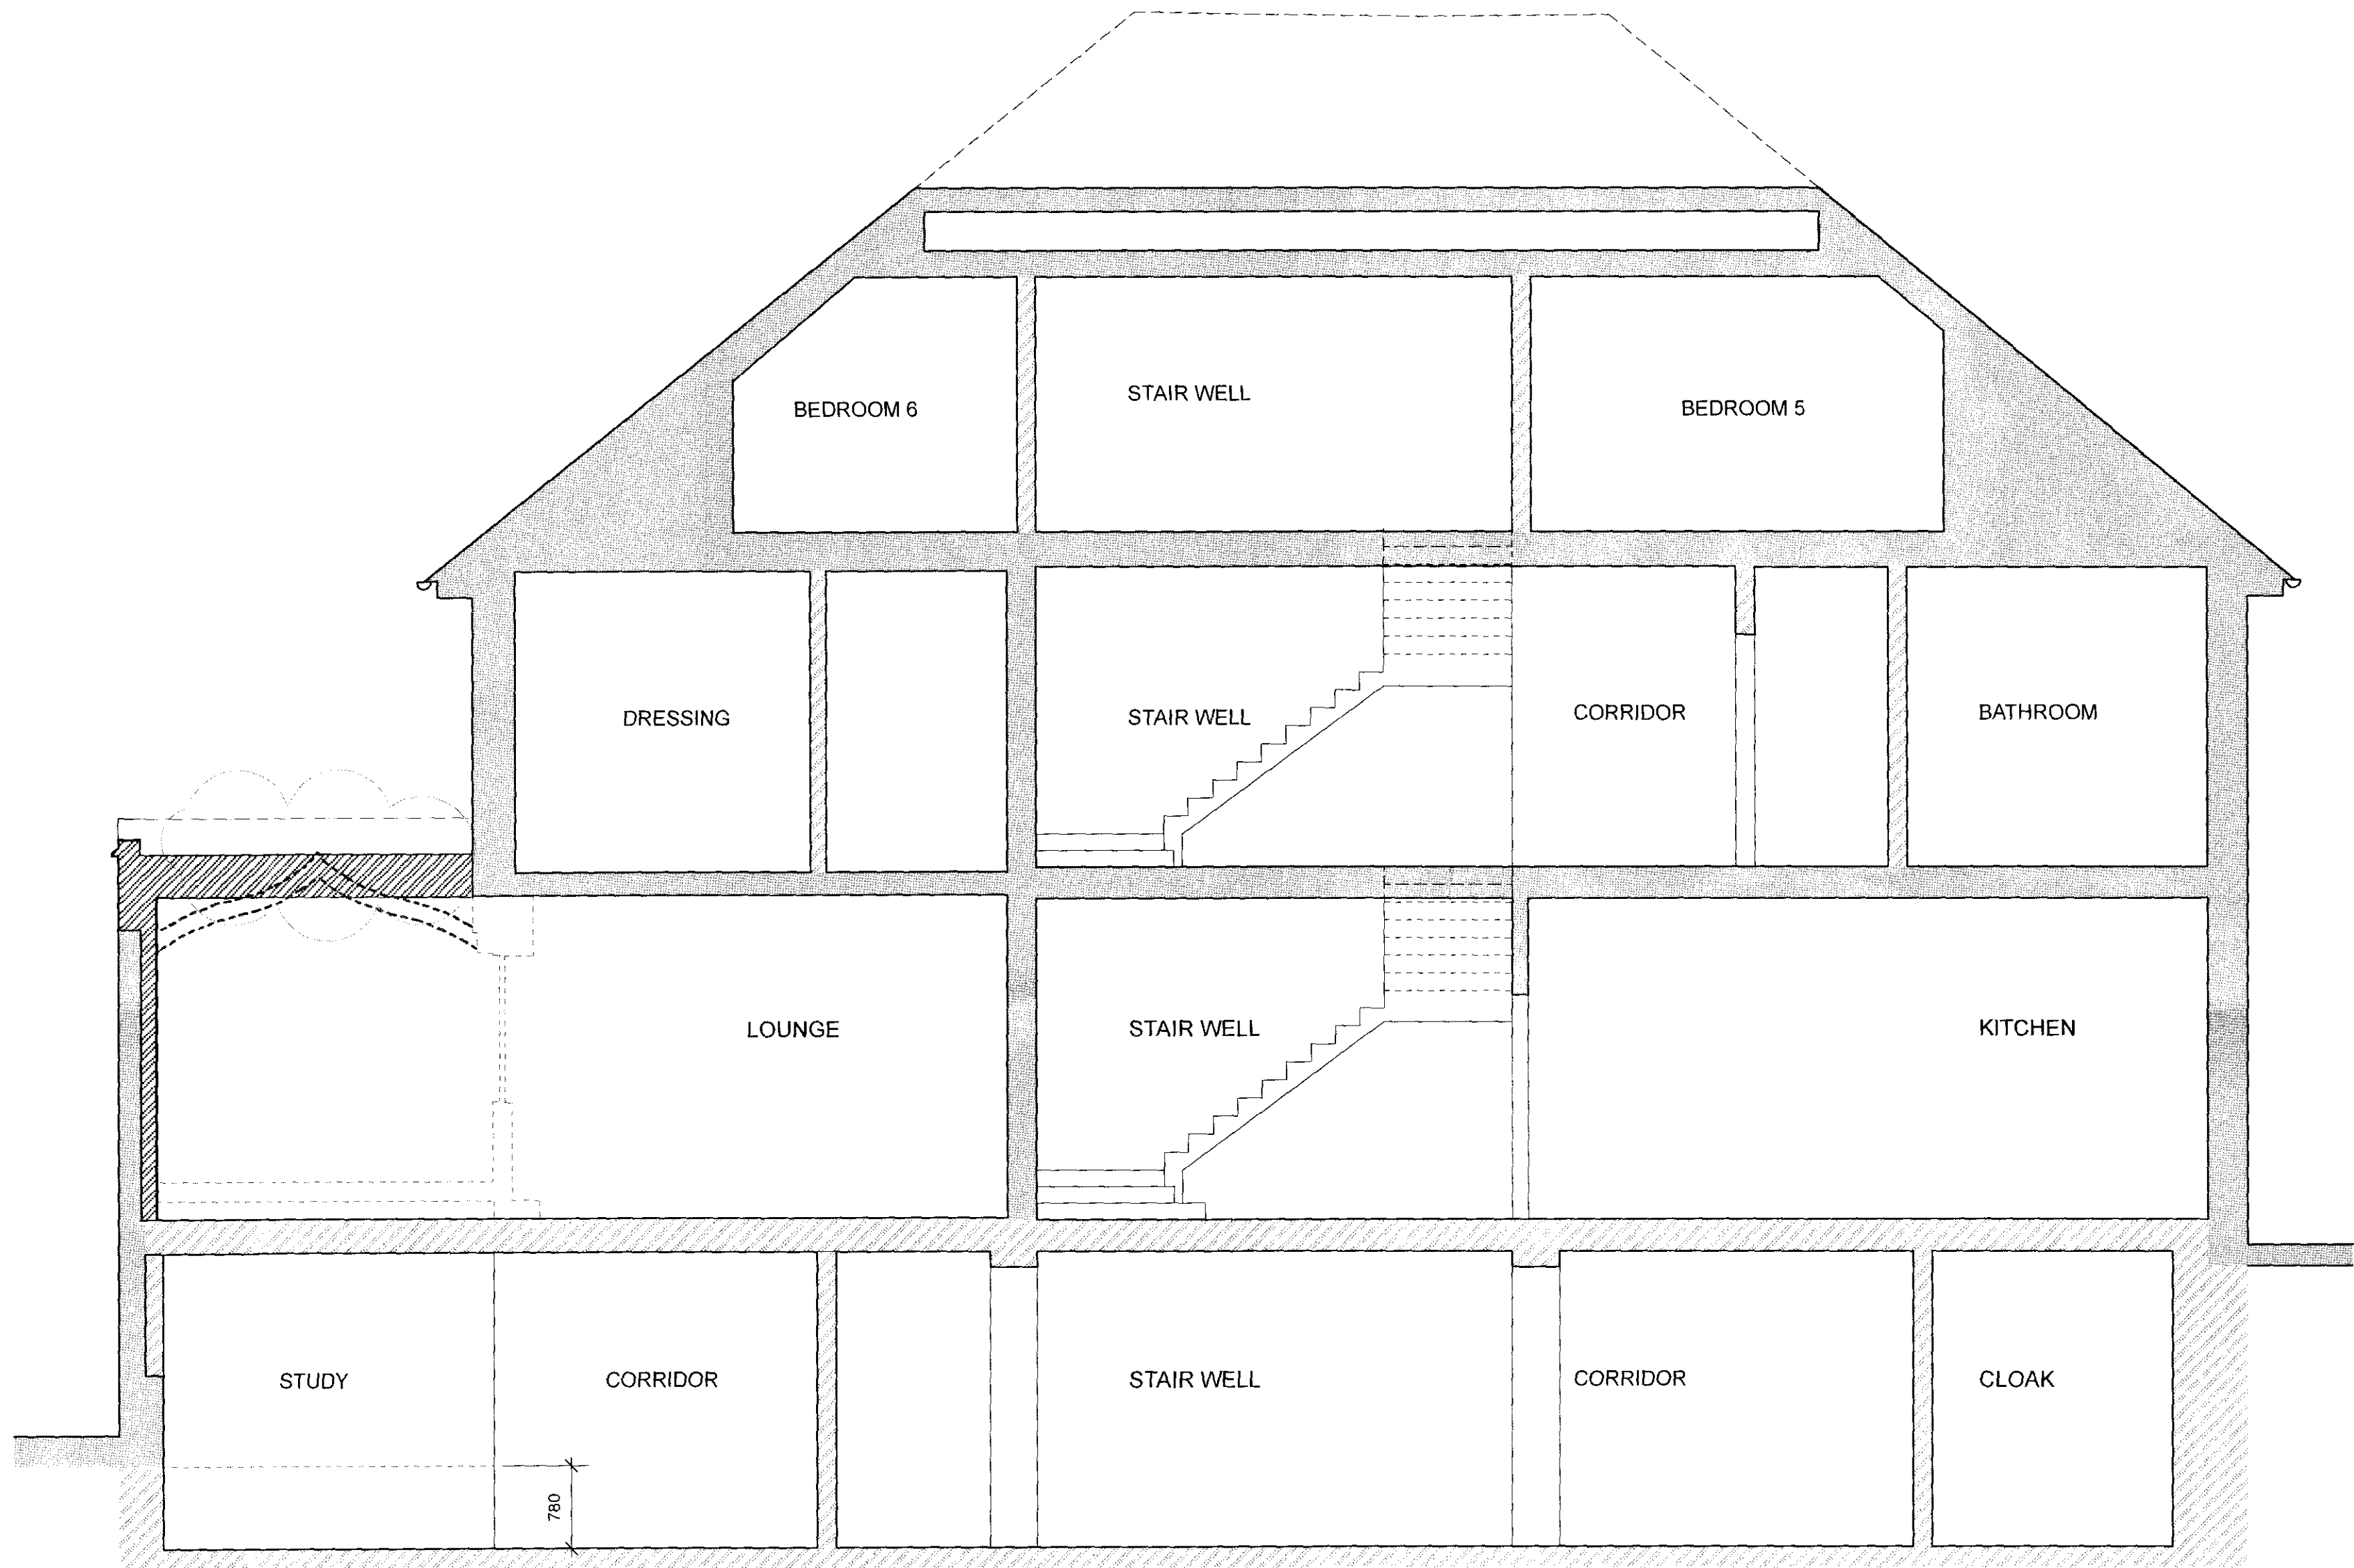 STAIR WELL
BEDROOM 6
BEDROOM 5
DRESSING
STAIR WELL
CORRIDOR
BATHROOM
LOUNGE
STAIR WELL
KITCHEN
STUDY
CORRIDOR
STAIR WELL
CORRIDOR
CLOAK
780